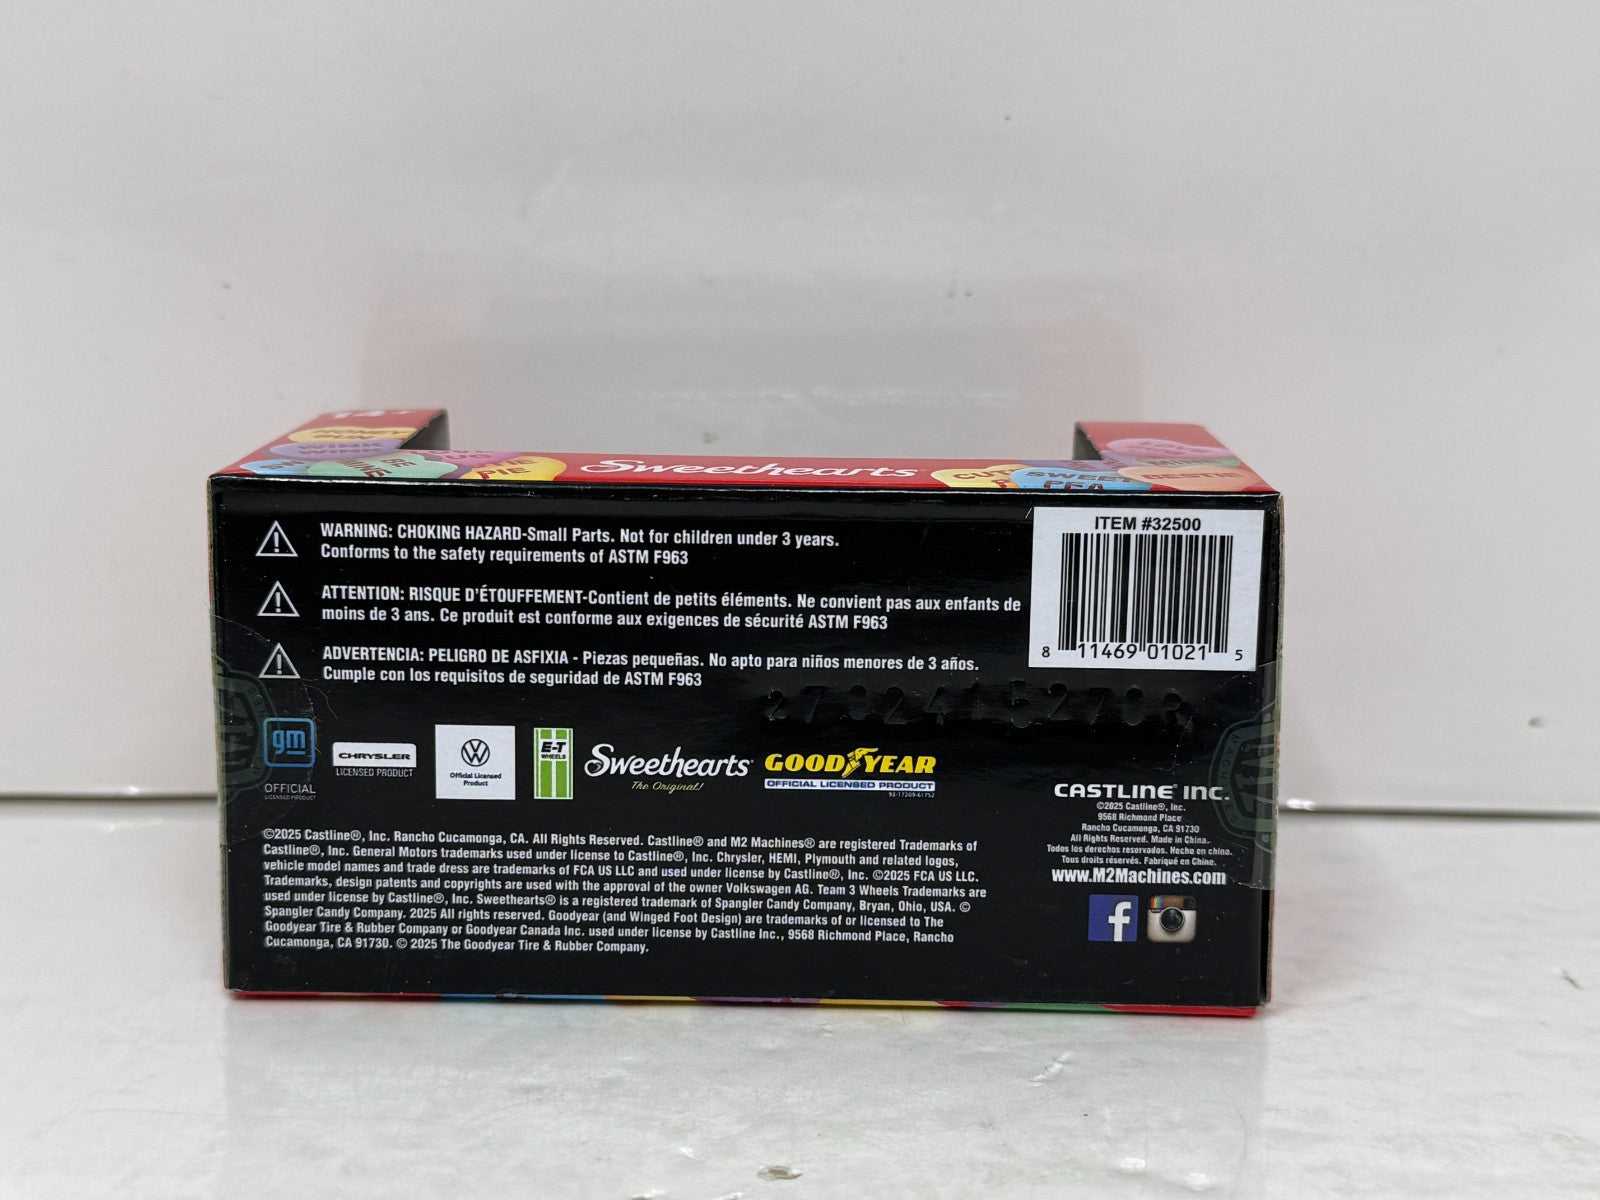 14+
HONEY
BUN
WINK
WINK
BE
MINE
PIE
Sweethearts
SWEET
PEA
BESTIE
WARNING: CHOKING HAZARD-Small Parts. Not for children under 3 years.
Conforms to the safety requirements of ASTM F963
ATTENTION: RISQUE D'ÉTOUFFEMENT-Contient de petits éléments. Ne convient pas aux enfants de
moins de 3 ans. Ce produit est conforme aux exigences de sécurité ASTM F963
ADVERTENCIA: PELIGRO DE ASFIXIA - Piezas pequeñas. No apto para niños menores de 3 años.
Cumple con los requisitos de seguridad de ASTM F963
ITEM #32500
8 11469 01021 5
gm
OFFICIAL
LICENSED PRODUCT
CHRYSLER
LICENSED PRODUCT
Official Licensed
Product
E-T
WHEELS
Sweethearts
The Original!
GOODYEAR
OFFICIAL LICENSED PRODUCT
CASTLINE® INC.
©2025 Castline®, Inc.
9568 Richmond Place
Rancho Cucamonga, CA 91730
All Rights Reserved. Made in China.
Todos los derechos reservados. Hecho en china.
Tous droits réservés. Fabriqué en Chine.
www.M2Machines.com
©2025 Castline®, Inc. Rancho Cucamonga, CA. All Rights Reserved. Castline® and M2 Machines® are registered Trademarks of
Castline®, Inc. General Motors trademarks used under license to Castline®, Inc. Chrysler, HEMI, Plymouth and related logos,
vehicle model names and trade dress are trademarks of FCA US LLC and used under license by Castline®, Inc. ©2025 FCA US LLC.
Trademarks, design patents and copyrights are used with the approval of the owner Volkswagen AG. Team 3 Wheels Trademarks are
used under license by Castline®, Inc. Sweethearts® is a registered trademark of Spangler Candy Company, Bryan, Ohio, USA. ©
Spangler Candy Company. 2025 All rights reserved. Goodyear (and Winged Foot Design) are trademarks of or licensed to The
Goodyear Tire & Rubber Company or Goodyear Canada Inc. used under license by Castline Inc., 9568 Richmond Place, Rancho
Cucamonga, CA 91730. © 2025 The Goodyear Tire & Rubber Company.